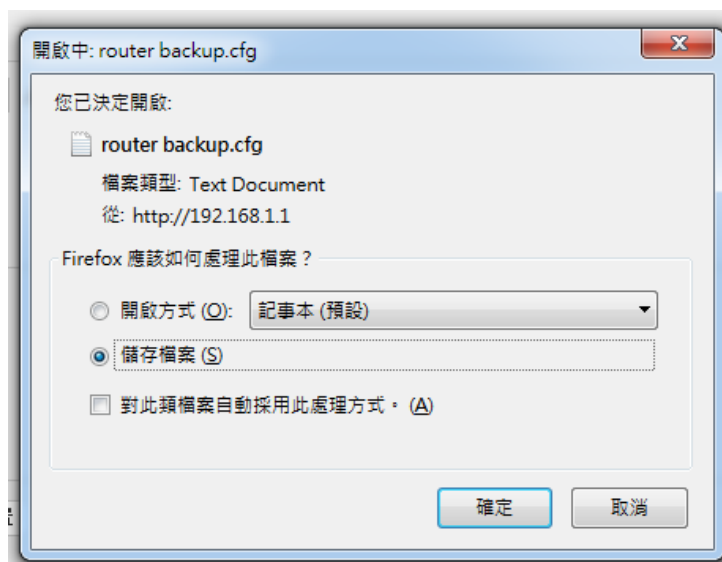 開啟中: router backup.cfg
您已決定開啟:
router backup.cfg
檔案類型: Text Document
從: http://192.168.1.1
Firefox 應該如何處理此檔案？
開啟方式 (O): 記事本 (預設)
儲存檔案 (S)
對此類檔案自動採用此處理方式。 (A)
確定 取消